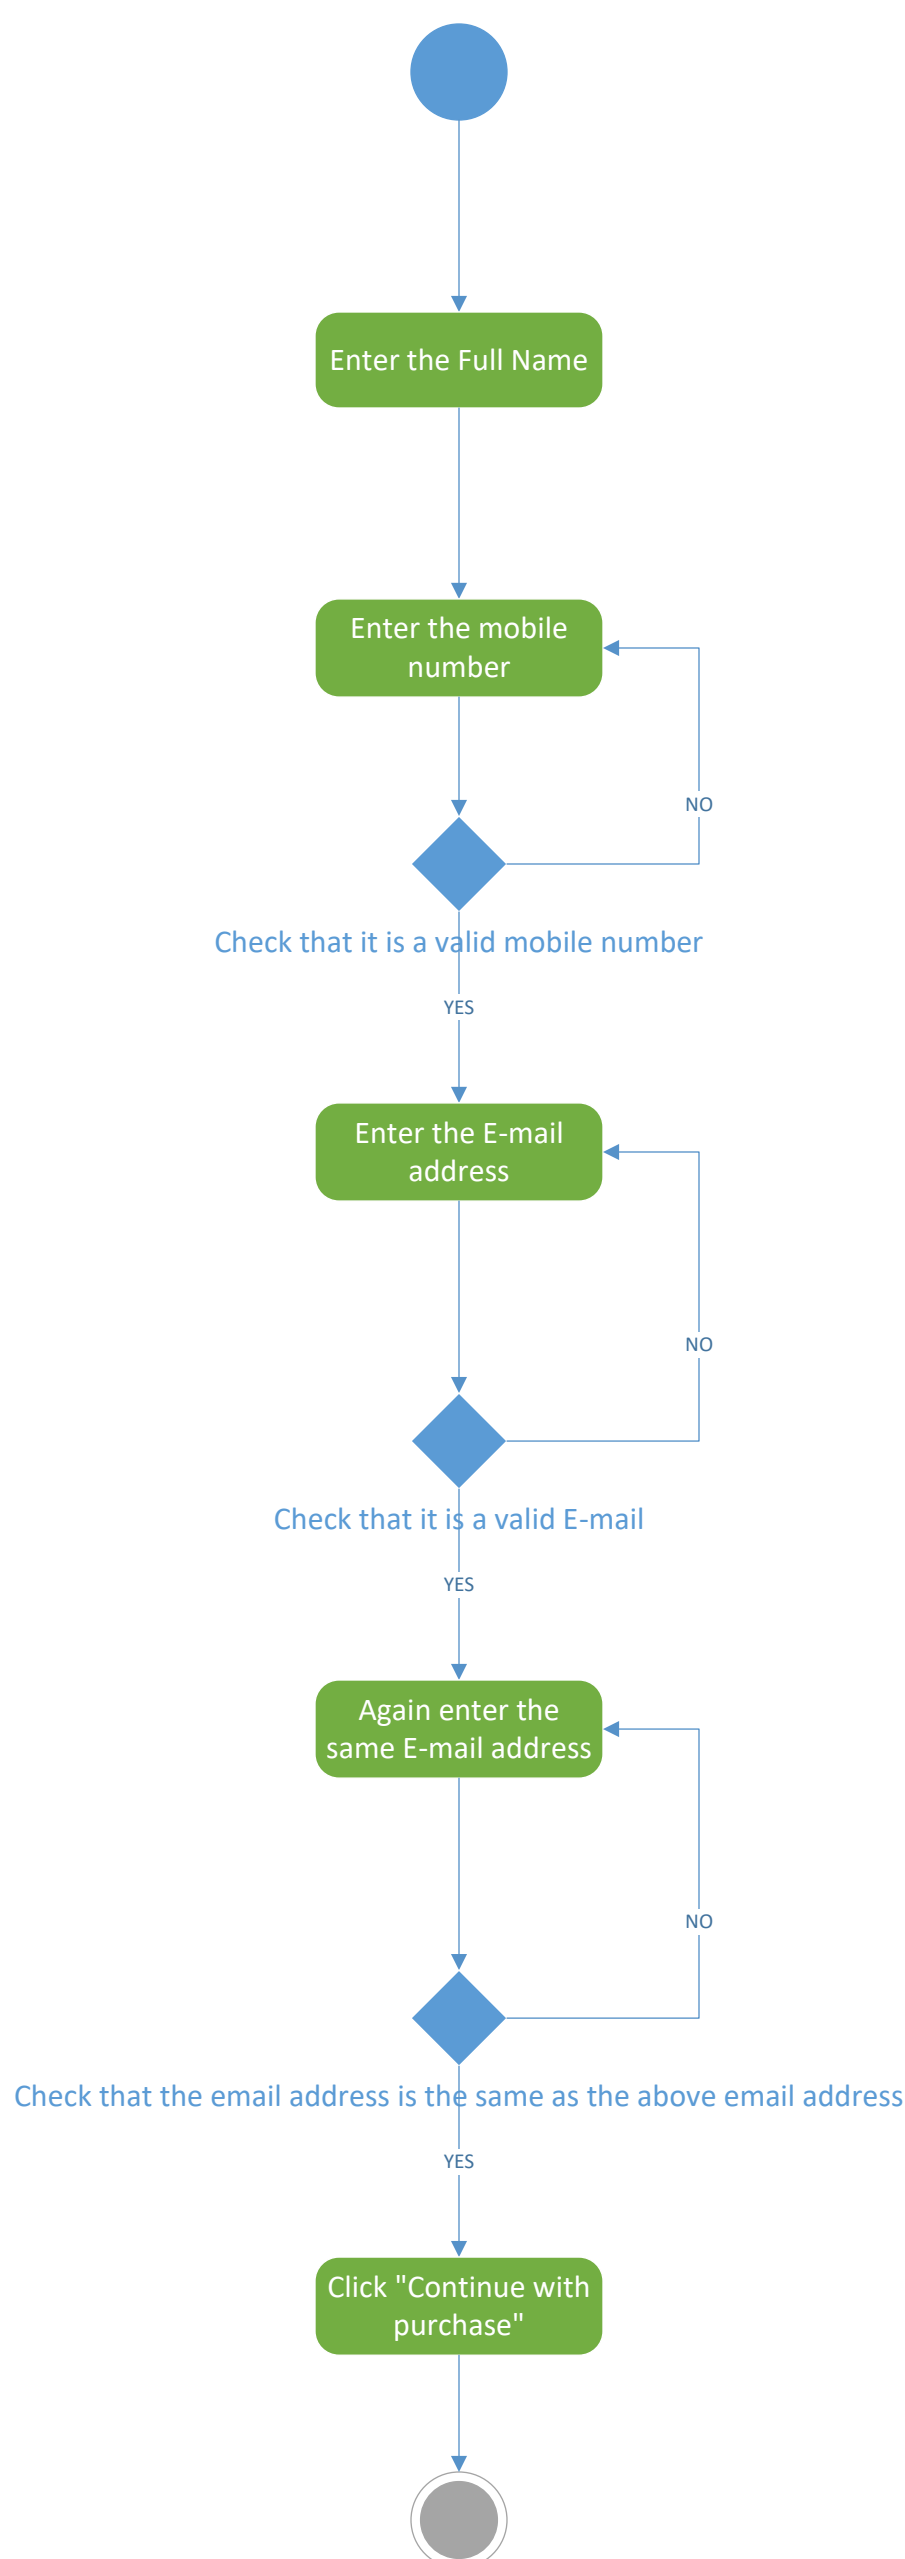 Enter the Full Name
Enter the mobile
number
NO
Check that it is a valid mobile number
YES
Enter the E-mail
address
NO
Check that it is a valid E-mail
YES
Again enter the
same E-mail address
NO
Check that the email address is the same as the above email address
YES
Click "Continue with
purchase"